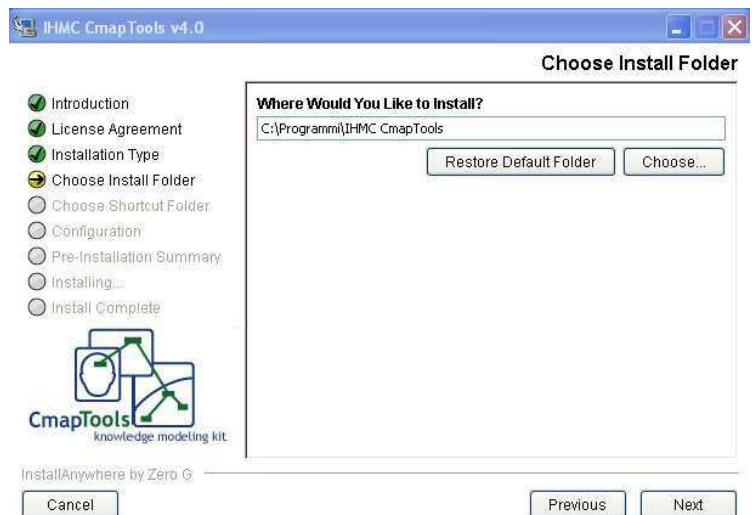 IHMC CmapTools v4.0
Choose Install Folder
Introduction
License Agreement
Installation Type
Choose Install Folder
Choose Shortcut Folder
Configuration
Pre-Installation Summary
Installing...
Install Complete
CmapTools
knowledge modeling kit
Where Would You Like to Install?
C:\Programmi\IHMC CmapTools
Restore Default Folder
Choose...
InstallAnywhere by Zero G
Cancel
Previous
Next